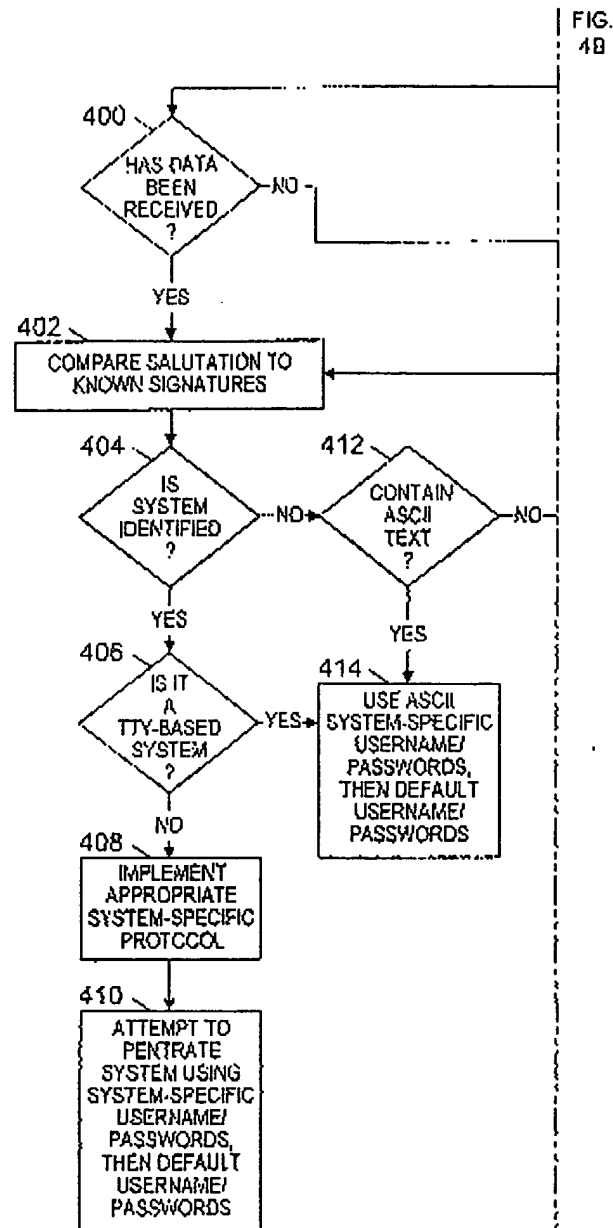 FIG.
4B
400
HAS DATA
BEEN
RECEIVED
?
NO
YES
402
COMPARE SALUTATION TO
KNOWN SIGNATURES
404
IS
SYSTEM
IDENTIFIED
?
NO
412
CONTAIN
ASCII
TEXT
?
NO
YES
YES
406
IS IT
A
TTY-BASED
SYSTEM
?
YES
414
USE ASCII
SYSTEM-SPECIFIC
USERNAME/
PASSWORDS,
THEN DEFAULT
USERNAME/
PASSWORDS
NO
408
IMPLEMENT
APPROPRIATE
SYSTEM-SPECIFIC
PROTOCOL
410
ATTEMPT TO
PENTRATE
SYSTEM USING
SYSTEM-SPECIFIC
USERNAME/
PASSWORDS,
THEN DEFAULT
USERNAME/
PASSWORDS